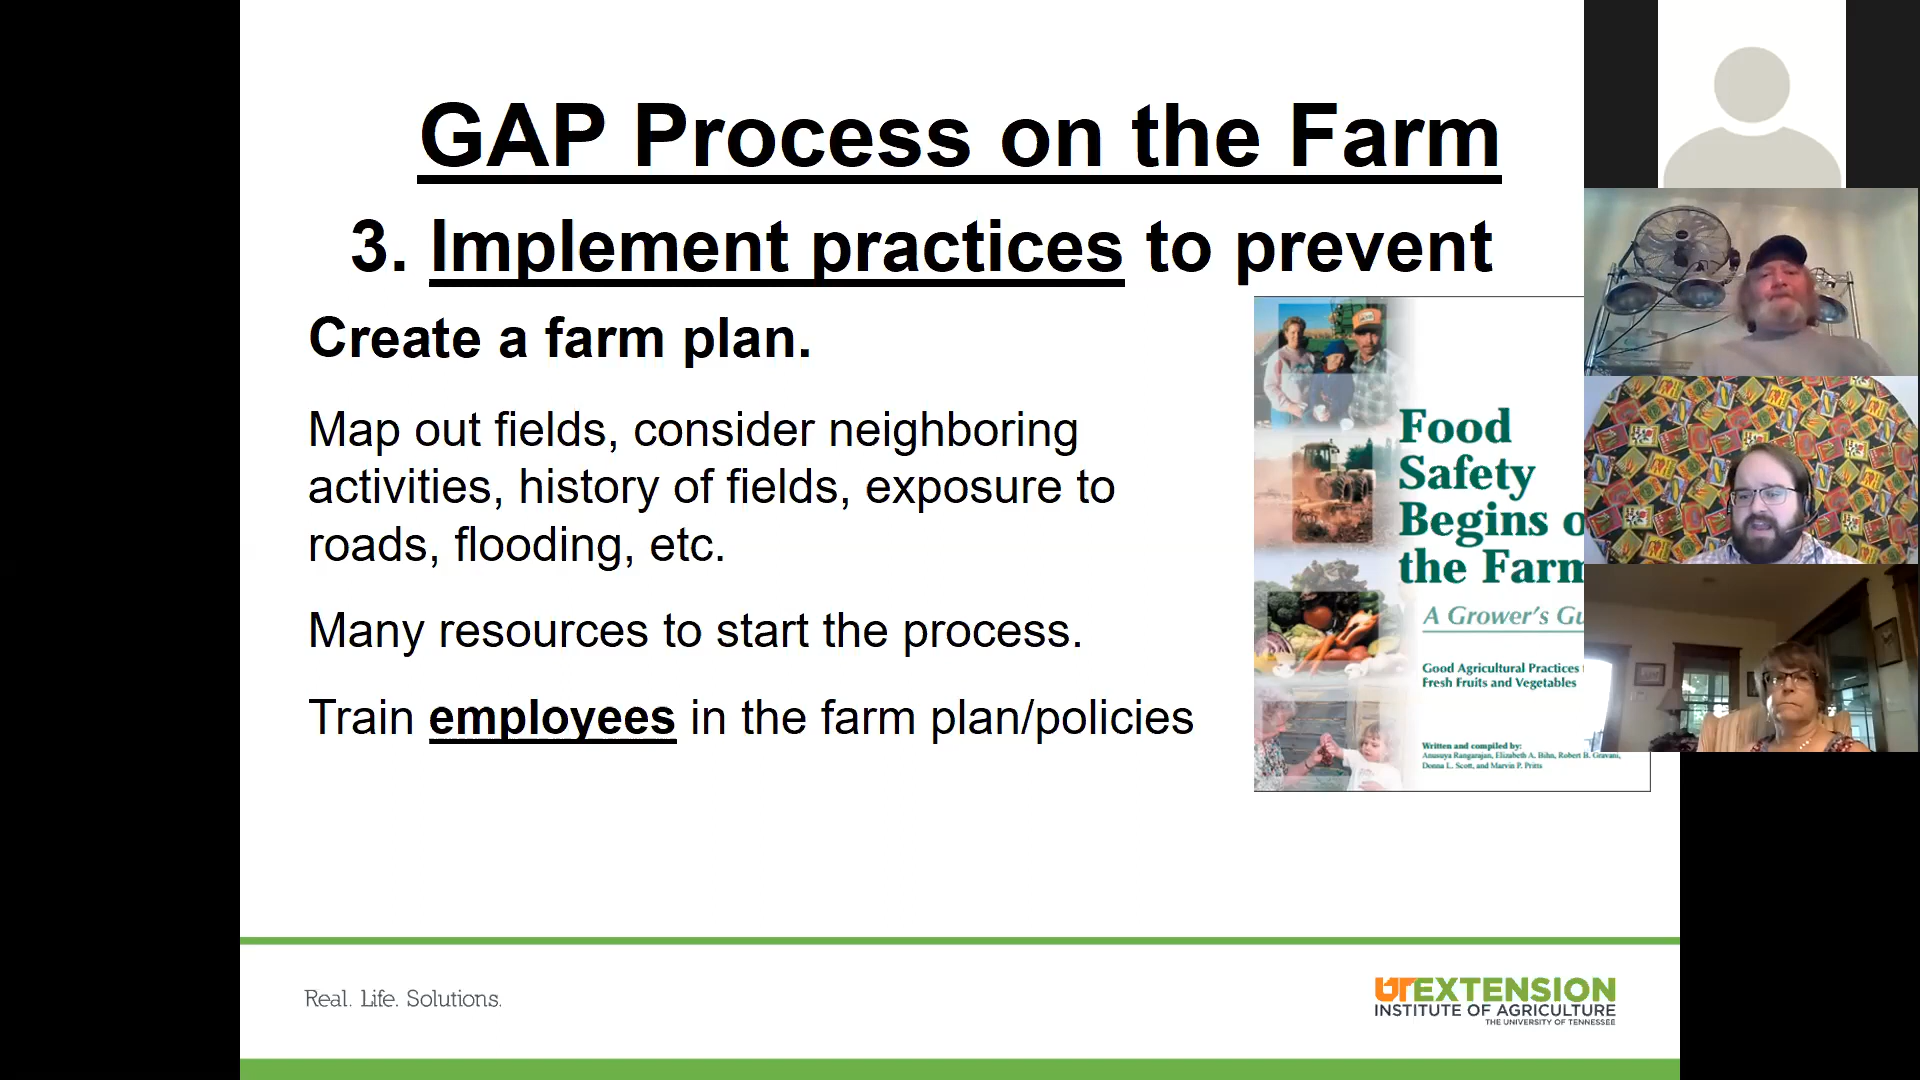 GAP Process on the Farm
3. Implement practices to prevent
Create a farm plan.
Map out fields, consider neighboring
activities, history of fields, exposure to
roads, flooding, etc.
Many resources to start the process.
Train employees in the farm plan/policies
Food
Safety
Begins o
the Farm
A Grower's Gu
Good Agricultural Practices
Fresh Fruits and Vegetables
Written and compiled by:
Anusuya Rangarajan, Elizabeth A. Bihn, Robert B. Gravani,
Donna L. Scott, and Marvin P. Pritts
Real. Life. Solutions.
UT EXTENSION
INSTITUTE OF AGRICULTURE
THE UNIVERSITY OF TENNESSEE